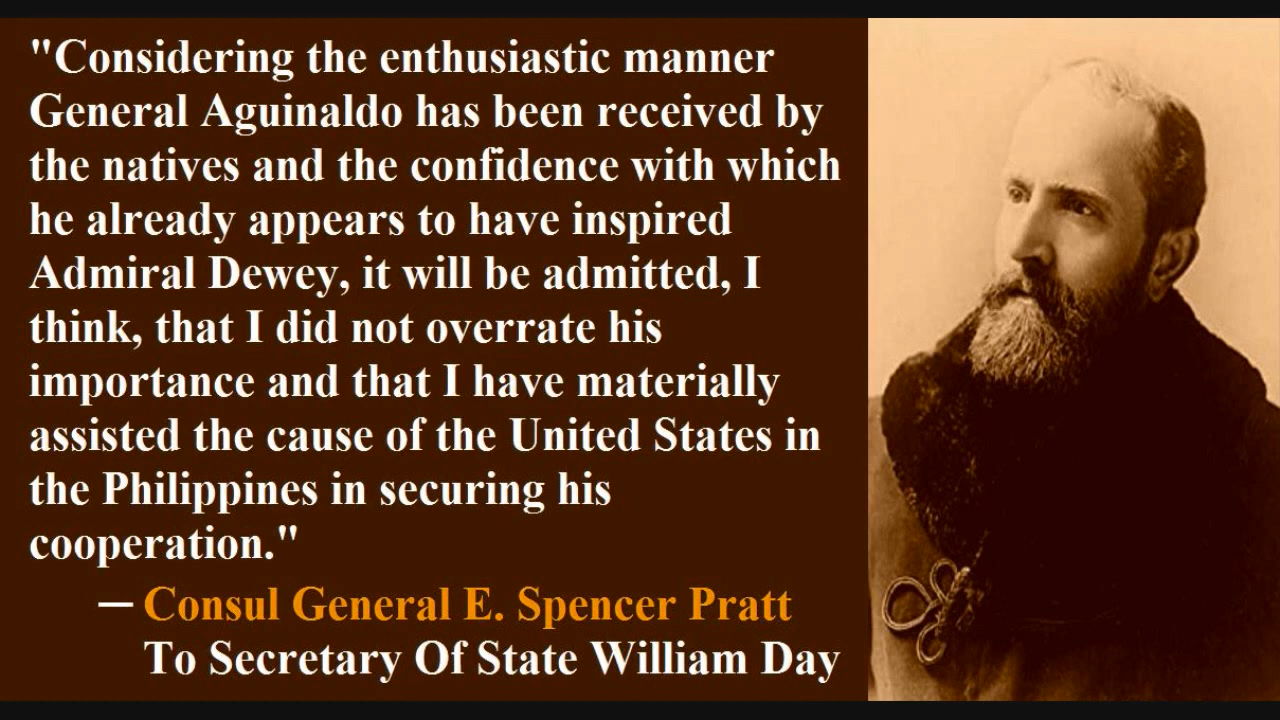 "Considering the enthusiastic manner
General Aguinaldo has been received by
the natives and the confidence with which
he already appears to have inspired
Admiral Dewey, it will be admitted, I
think, that I did not overrate his
importance and that I have materially
assisted the cause of the United States in
the Philippines in securing his
cooperation."
— Consul General E. Spencer Pratt
To Secretary Of State William Day